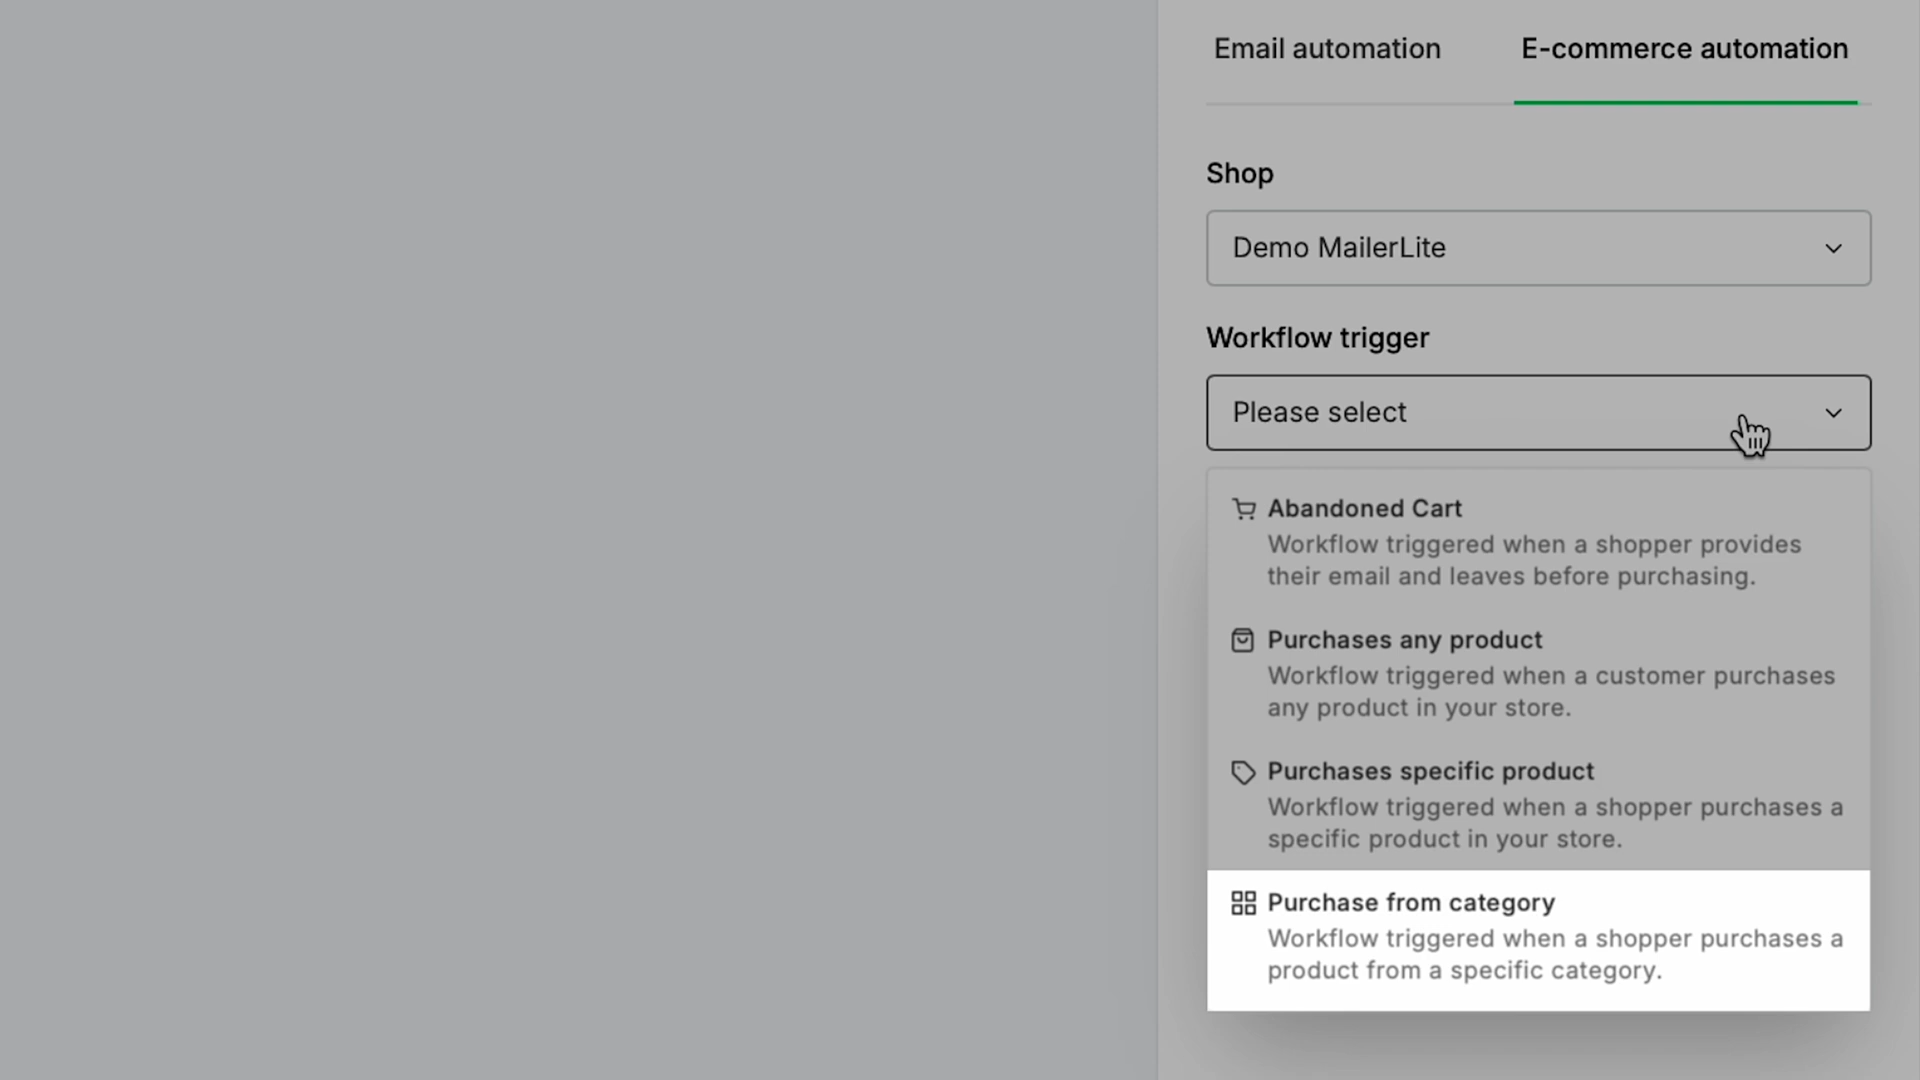 Email automation
E-commerce automation
Shop
Demo MailerLite
Workflow trigger
Please select
Abandoned Cart
Workflow triggered when a shopper provides
their email and leaves before purchasing.
Purchases any product
Workflow triggered when a customer purchases
any product in your store.
Purchases specific product
Workflow triggered when a shopper purchases a
specific product in your store.
Purchase from category
Workflow triggered when a shopper purchases a
product from a specific category.